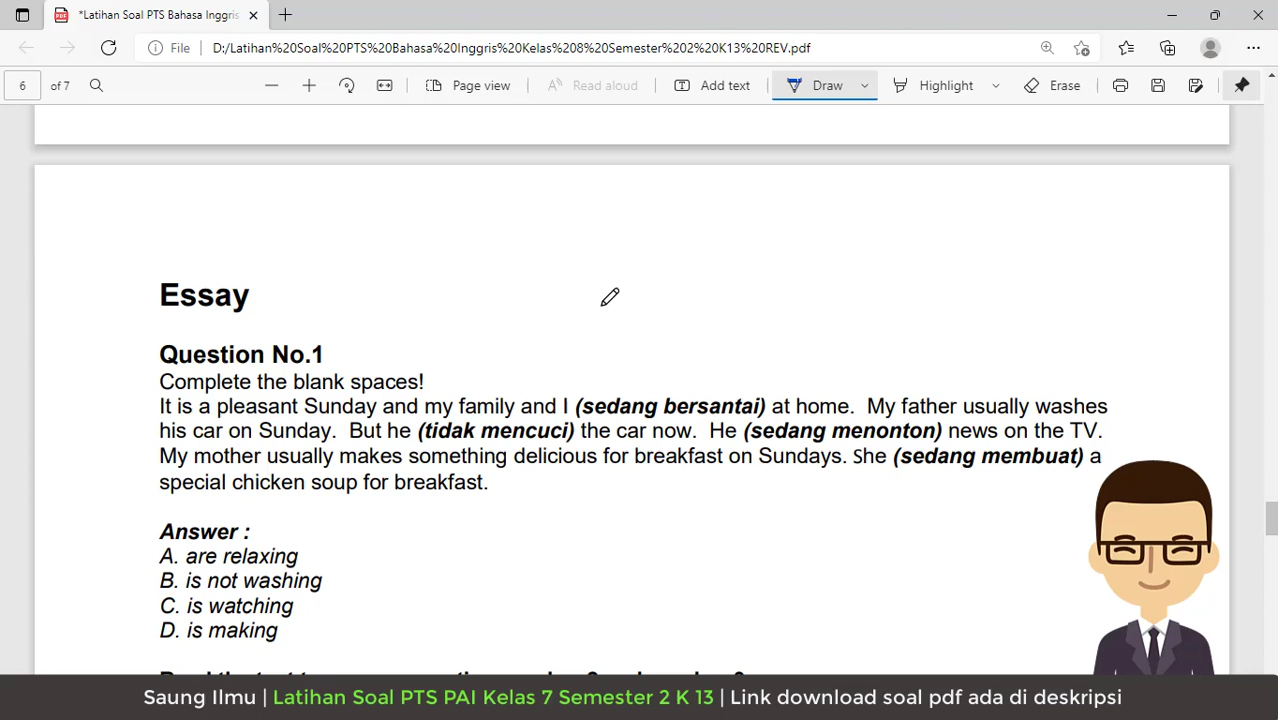 *Latihan Soal PTS Bahasa Inggris
File D:/Latihan%20Soal%20PTS%20Bahasa%20Inggris%20Kelas%208%20Semester%202%20K13%20REV.pdf
6 of 7 Page view Read aloud Add text Draw Highlight Erase
Essay
Question No.1
Complete the blank spaces!
It is a pleasant Sunday and my family and I (sedang bersantai) at home. My father usually washes
his car on Sunday. But he (tidak mencuci) the car now. He (sedang menonton) news on the TV.
My mother usually makes something delicious for breakfast on Sundays. She (sedang membuat) a
special chicken soup for breakfast.
Answer :
A. are relaxing
B. is not washing
C. is watching
D. is making
Saung Ilmu | Latihan Soal PTS PAI Kelas 7 Semester 2 K 13 | Link download soal pdf ada di deskripsi